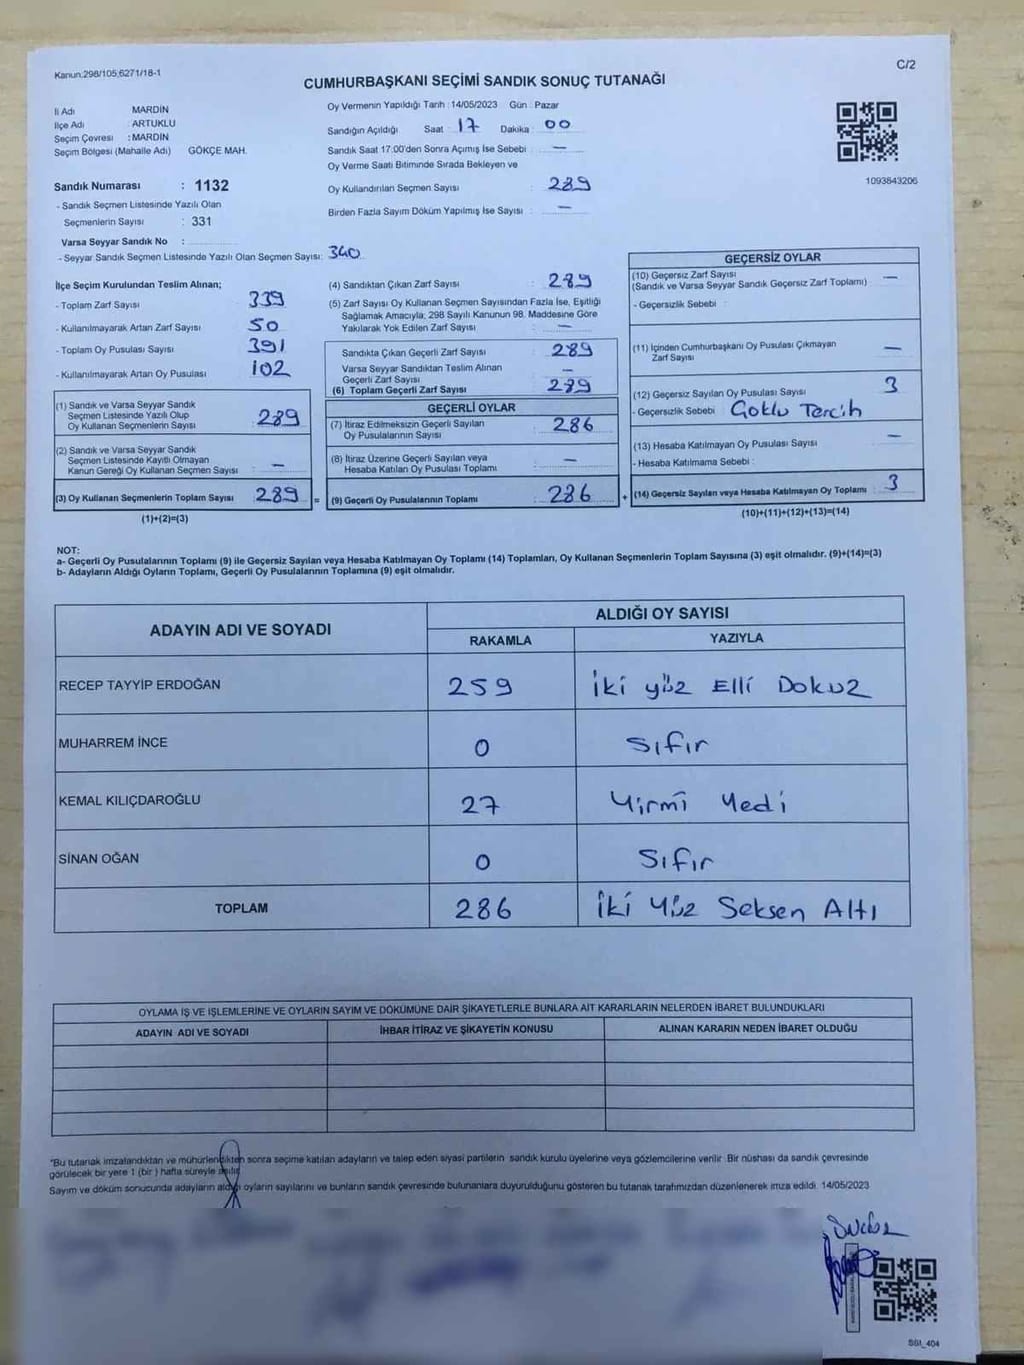 Kanun:298/105,6271/18-1
C/2
CUMHURBAŞKANI SEÇİMİ SANDIK SONUÇ TUTANAĞI
İl Adı MARDİN
İlçe Adı : ARTUKLU
Seçim Çevresi : MARDİN
Seçim Bölgesi (Mahalle Adı) GÖKÇE MAH.
Oy Vermenin Yapıldığı Tarih : 14/05/2023 Gün : Pazar
Sandığın Açıldığı Saat : 17 Dakika : 00
Sandık Saat 17:00'den Sonra Açımış İse Sebebi : —
Oy Verme Saati Bitiminde Sırada Bekleyen ve
Oy Kullandırılan Seçmen Sayısı : 289
Birden Fazla Sayım Döküm Yapılmış İse Sayısı : —
1093843206
Sandık Numarası : 1132
- Sandık Seçmen Listesinde Yazılı Olan
Seçmenlerin Sayısı : 331
Varsa Seyyar Sandık No :
- Seyyar Sandık Seçmen Listesinde Yazılı Olan Seçmen Sayısı: 340
İlçe Seçim Kurulundan Teslim Alınan;
- Toplam Zarf Sayısı 339
- Kullanılmayarak Artan Zarf Sayısı 50
- Toplam Oy Pusulası Sayısı 391
- Kullanılmayarak Artan Oy Pusulası 102
(1) Sandık ve Varsa Seyyar Sandık
Seçmen Listesinde Yazılı Olup
Oy Kullanan Seçmenlerin Sayısı : 289
(2) Sandık ve Varsa Seyyar Sandık
Seçmen Listesinde Kayıtlı Olmayan
Kanun Gereği Oy Kullanan Seçmen Sayısı : —
(3) Oy Kullanan Seçmenlerin Toplam Sayısı : 289 =
(1)+(2)=(3)
(4) Sandıktan Çıkan Zarf Sayısı : 289
(5) Zarf Sayısı Oy Kullanan Seçmen Sayısından Fazla İse, Eşitliği
Sağlamak Amacıyla; 298 Sayılı Kanunun 98. Maddesine Göre
Yakılarak Yok Edilen Zarf Sayısı : —
Sandıkta Çıkan Geçerli Zarf Sayısı : 289
Varsa Seyyar Sandıktan Teslim Alınan
Geçerli Zarf Sayısı : —
(6) Toplam Geçerli Zarf Sayısı : 289
GEÇERLİ OYLAR
(7) İtiraz Edilmeksizin Geçerli Sayılan
Oy Pusulalarının Sayısı : 286
(8) İtiraz Üzerine Geçerli Sayılan veya
Hesaba Katılan Oy Pusulası Toplamı : —
(9) Geçerli Oy Pusulalarının Toplamı : 286 +
GEÇERSİZ OYLAR
(10) Geçersiz Zarf Sayısı
(Sandık ve Varsa Seyyar Sandık Geçersiz Zarf Toplamı) : —
- Geçersizlik Sebebi :
(11) İçinden Cumhurbaşkanı Oy Pusulası Çıkmayan
Zarf Sayısı : —
(12) Geçersiz Sayılan Oy Pusulası Sayısı : 3
- Geçersizlik Sebebi : Çoklu Tercih
(13) Hesaba Katılmayan Oy Pusulası Sayısı : —
- Hesaba Katılmama Sebebi :
(14) Geçersiz Sayılan veya Hesaba Katılmayan Oy Toplamı : 3
(10)+(11)+(12)+(13)=(14)
NOT:
a- Geçerli Oy Pusulalarının Toplamı (9) ile Geçersiz Sayılan veya Hesaba Katılmayan Oy Toplamı (14) Toplamları, Oy Kullanan Seçmenlerin Toplam Sayısına (3) eşit olmalıdır. (9)+(14)=(3)
b- Adayların Aldığı Oyların Toplamı, Geçerli Oy Pusulalarının Toplamına (9) eşit olmalıdır.
ADAYIN ADI VE SOYADI
ALDIĞI OY SAYISI
RAKAMLA YAZIYLA
RECEP TAYYİP ERDOĞAN 259 İki yüz Elli Dokuz
MUHARREM İNCE 0 Sıfır
KEMAL KILIÇDAROĞLU 27 Yirmi Yedi
SİNAN OĞAN 0 Sıfır
TOPLAM 286 İki Yüz Seksen Altı
OYLAMA İŞ VE İŞLEMLERİNE VE OYLARIN SAYIM VE DÖKÜMÜNE DAİR ŞİKAYETLERLE BUNLARA AİT KARARLARIN NELERDEN İBARET BULUNDUKLARI
ADAYIN ADI VE SOYADI İHBAR İTİRAZ VE ŞİKAYETİN KONUSU ALINAN KARARIN NEDEN İBARET OLDUĞU
"Bu tutanak imzalandıktan ve mühürlendikten sonra seçime katılan adayların ve talep eden siyasi partilerin sandık kurulu üyelerine veya gözlemcilerine verilir. Bir nüshası da sandık çevresinde
görülecek bir yere 1 (bir ) hafta süreyle asılır.
Sayım ve döküm sonucunda adayların aldığı oyların sayılarını ve bunların sandık çevresinde bulunanlara duyurulduğunu gösteren bu tutanak tarafımızdan düzenlenerek imza edildi. 14/05/2023
SGI_404